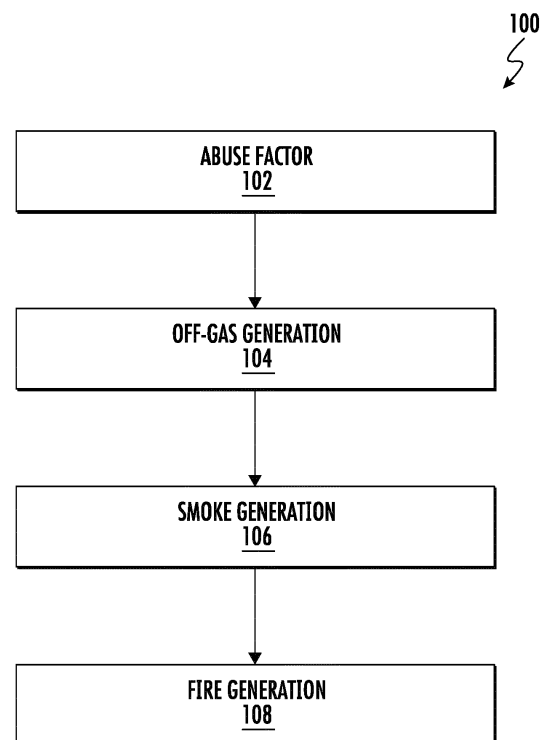 100
ABUSE FACTOR
102
OFF-GAS GENERATION
104
SMOKE GENERATION
106
FIRE GENERATION
108